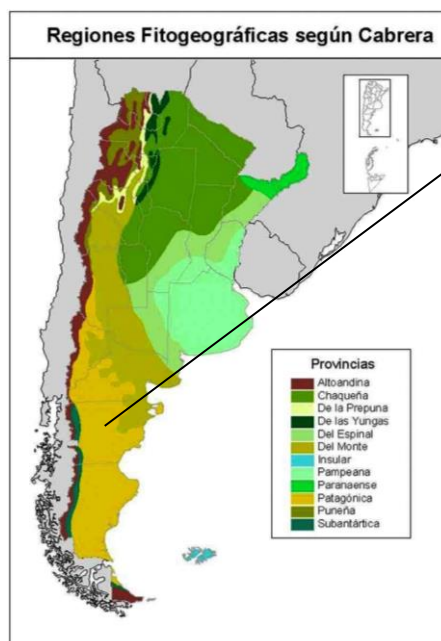 Regiones Fitogeográficas según Cabrera
Provincias
Altoandina
Chaqueña
De la Prepuna
De las Yungas
Del Espinal
Del Monte
Insular
Pampeana
Paranaense
Patagónica
Puneña
Subantártica